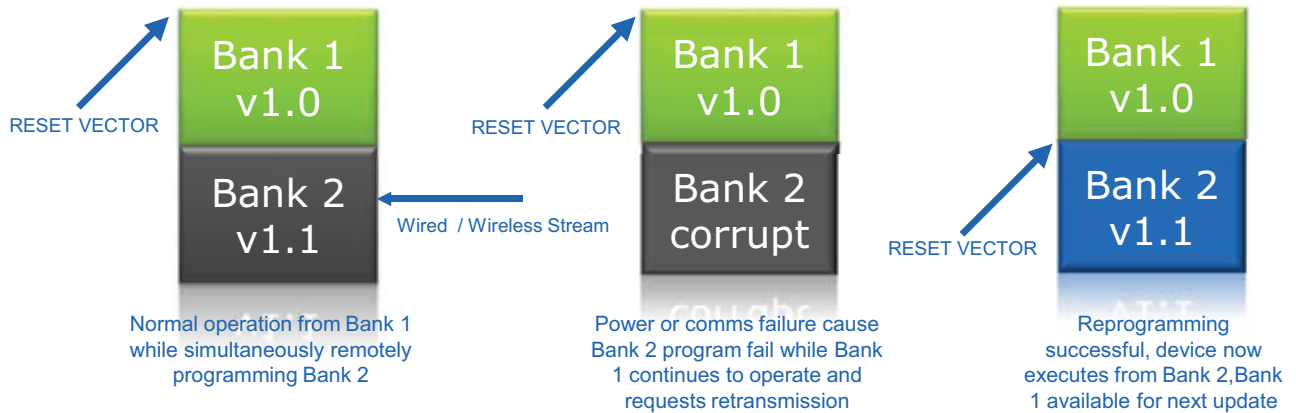 Bank 1
v1.0
RESET VECTOR
Bank 2
v1.1
Wired / Wireless Stream
Normal operation from Bank 1
while simultaneously remotely
programming Bank 2
Bank 1
v1.0
RESET VECTOR
Bank 2
corrupt
Power or comms failure cause
Bank 2 program fail while Bank
1 continues to operate and
requests retransmission
Bank 1
v1.0
Bank 2
v1.1
RESET VECTOR
Reprogramming
successful, device now
executes from Bank 2,Bank
1 available for next update